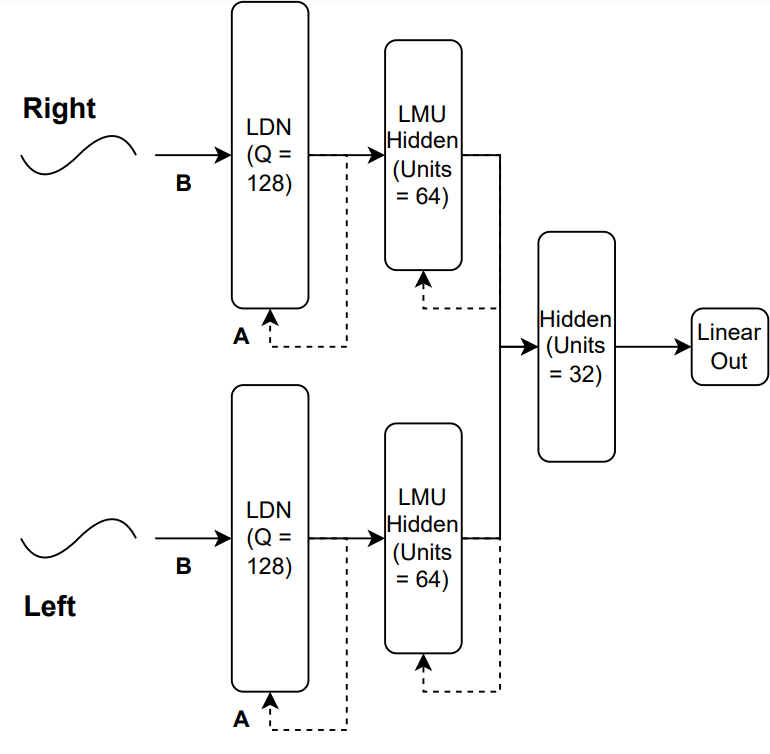 Right
B
LDN
(Q =
128)
A
LMU
Hidden
(Units
= 64)
Left
B
LDN
(Q =
128)
A
LMU
Hidden
(Units
= 64)
Hidden
(Units
= 32)
Linear
Out